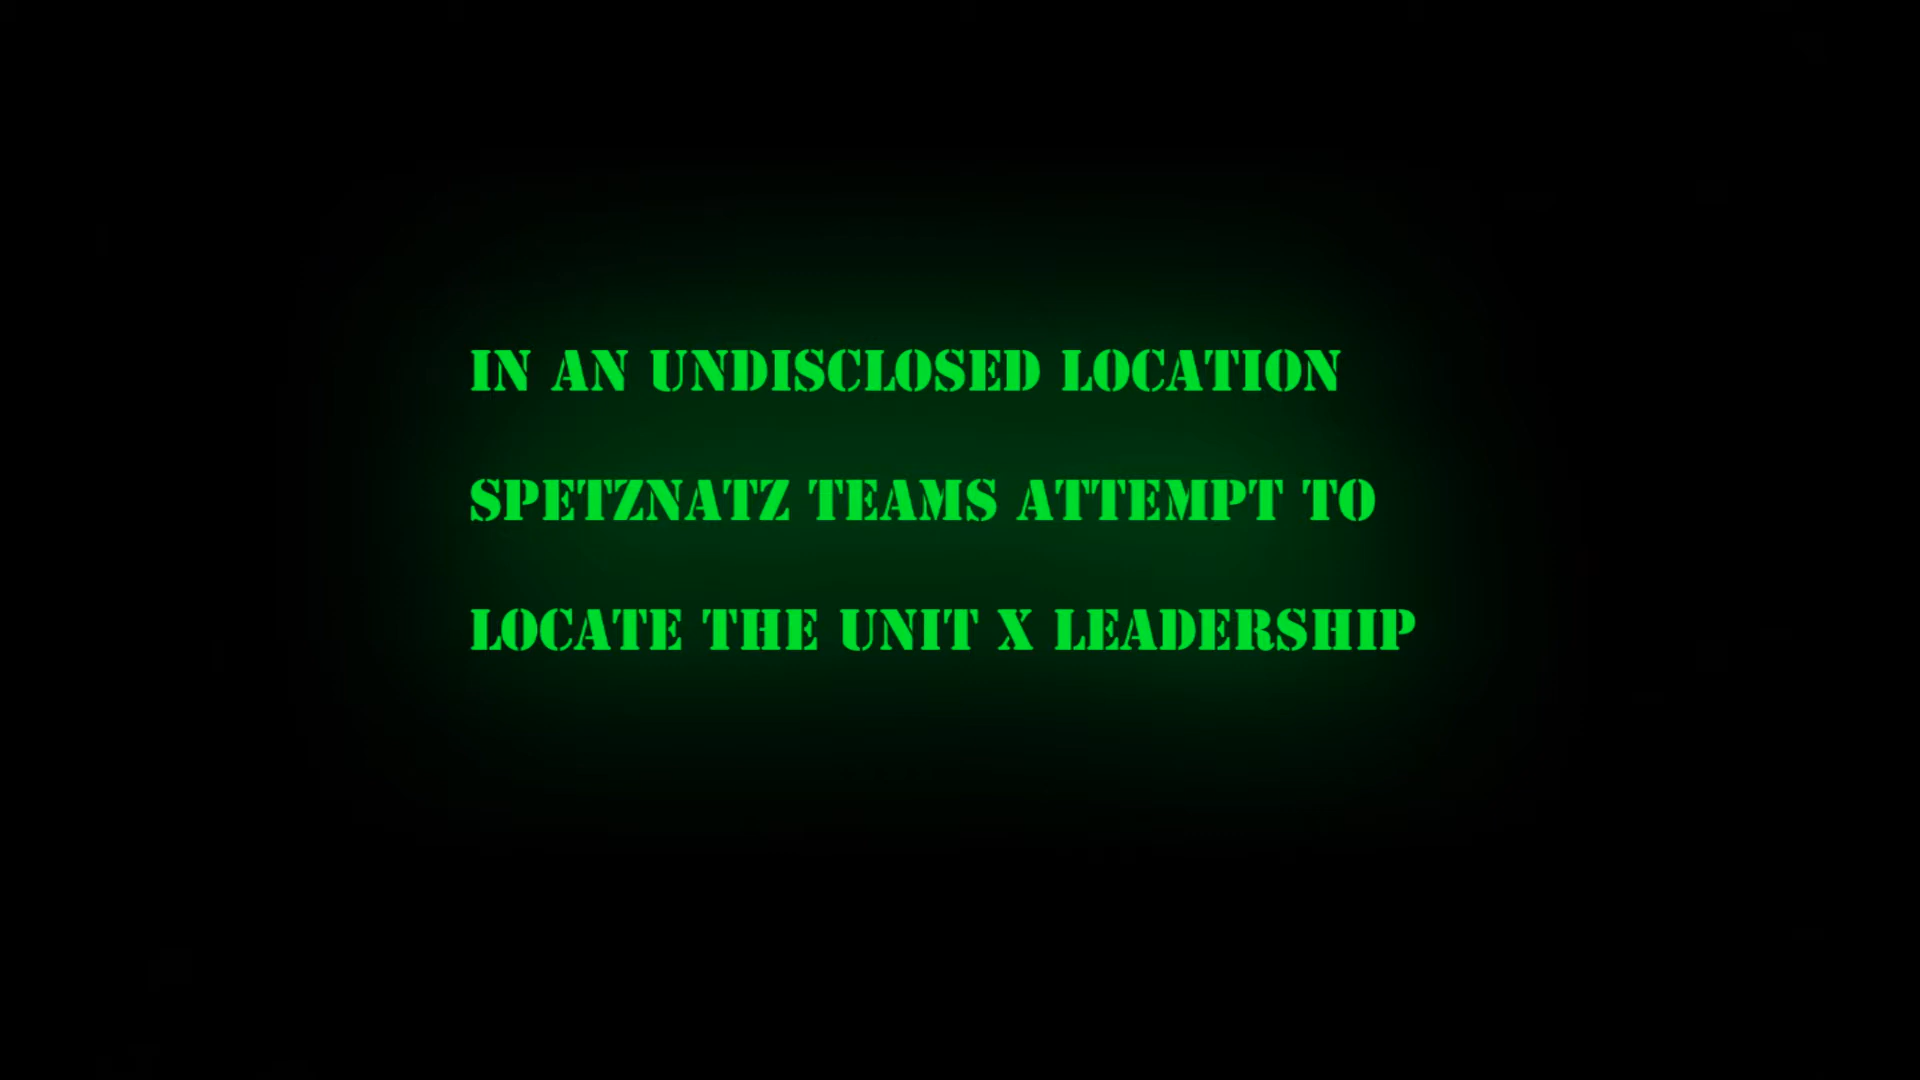 IN AN UNDISCLOSED LOCATION
SPETZNATZ TEAMS ATTEMPT TO
LOCATE THE UNIT X LEADERSHIP